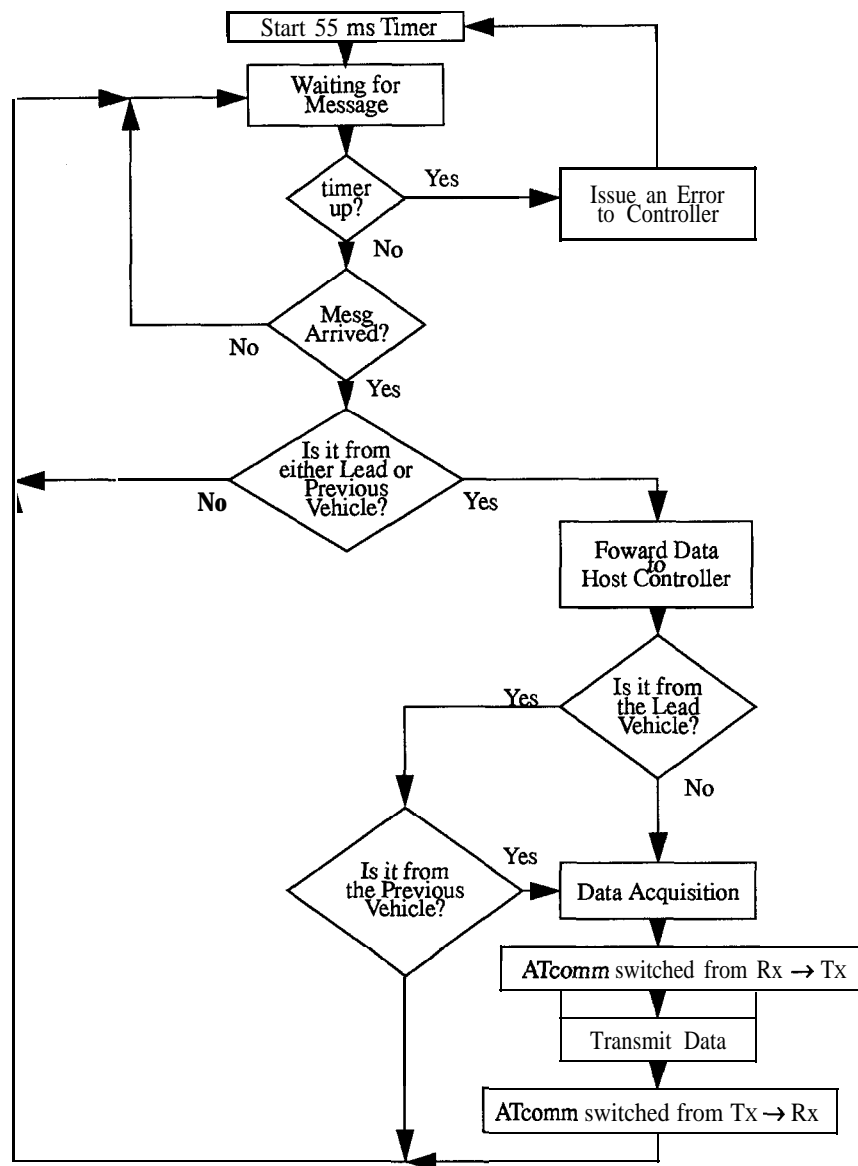 Start 55 ms Timer
Waiting for
Message
timer
up?
Yes
Issue an Error
to Controller
No
Mesg
Arrived?
No
Yes
Is it from
either Lead or
Previous
Vehicle?
No
Yes
Foward Data
to
Host Controller
Is it from
the Lead
Vehicle?
Yes
No
Is it from
the Previous
Vehicle?
Yes
Data Acquisition
ATcomm switched from Rx → Tx
Transmit Data
ATcomm switched from Tx → Rx